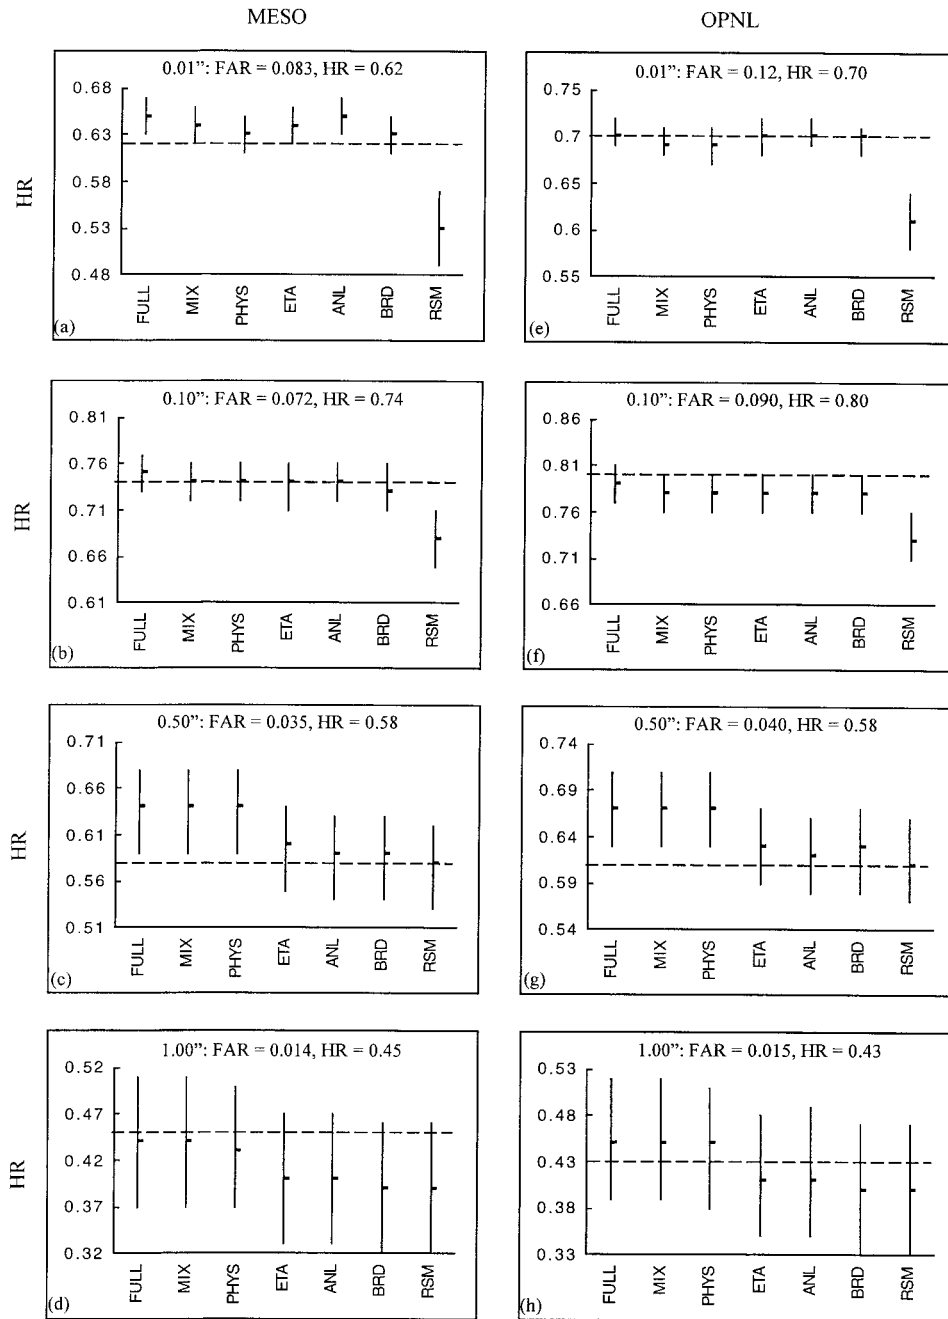 MESO
OPNL
0.01”: FAR = 0.083, HR = 0.62
0.68
0.63
0.58
0.53
0.48
HR
FULL
MIX
PHYS
ETA
ANL
BRD
RSM
(a)
0.01”: FAR = 0.12, HR = 0.70
0.75
0.7
0.65
0.6
0.55
FULL
MIX
PHYS
ETA
ANL
BRD
RSM
(e)
0.10”: FAR = 0.072, HR = 0.74
0.81
0.76
0.71
0.66
0.61
HR
FULL
MIX
PHYS
ETA
ANL
BRD
RSM
(b)
0.10”: FAR = 0.090, HR = 0.80
0.86
0.81
0.76
0.71
0.66
FULL
MIX
PHYS
ETA
ANL
BRD
RSM
(f)
0.50”: FAR = 0.035, HR = 0.58
0.71
0.66
0.61
0.56
0.51
HR
FULL
MIX
PHYS
ETA
ANL
BRD
RSM
(c)
0.50”: FAR = 0.040, HR = 0.58
0.74
0.69
0.64
0.59
0.54
FULL
MIX
PHYS
ETA
ANL
BRD
RSM
(g)
1.00”: FAR = 0.014, HR = 0.45
0.52
0.47
0.42
0.37
0.32
HR
FULL
MIX
PHYS
ETA
ANL
BRD
RSM
(d)
1.00”: FAR = 0.015, HR = 0.43
0.53
0.48
0.43
0.38
0.33
FULL
MIX
PHYS
ETA
ANL
BRD
RSM
(h)